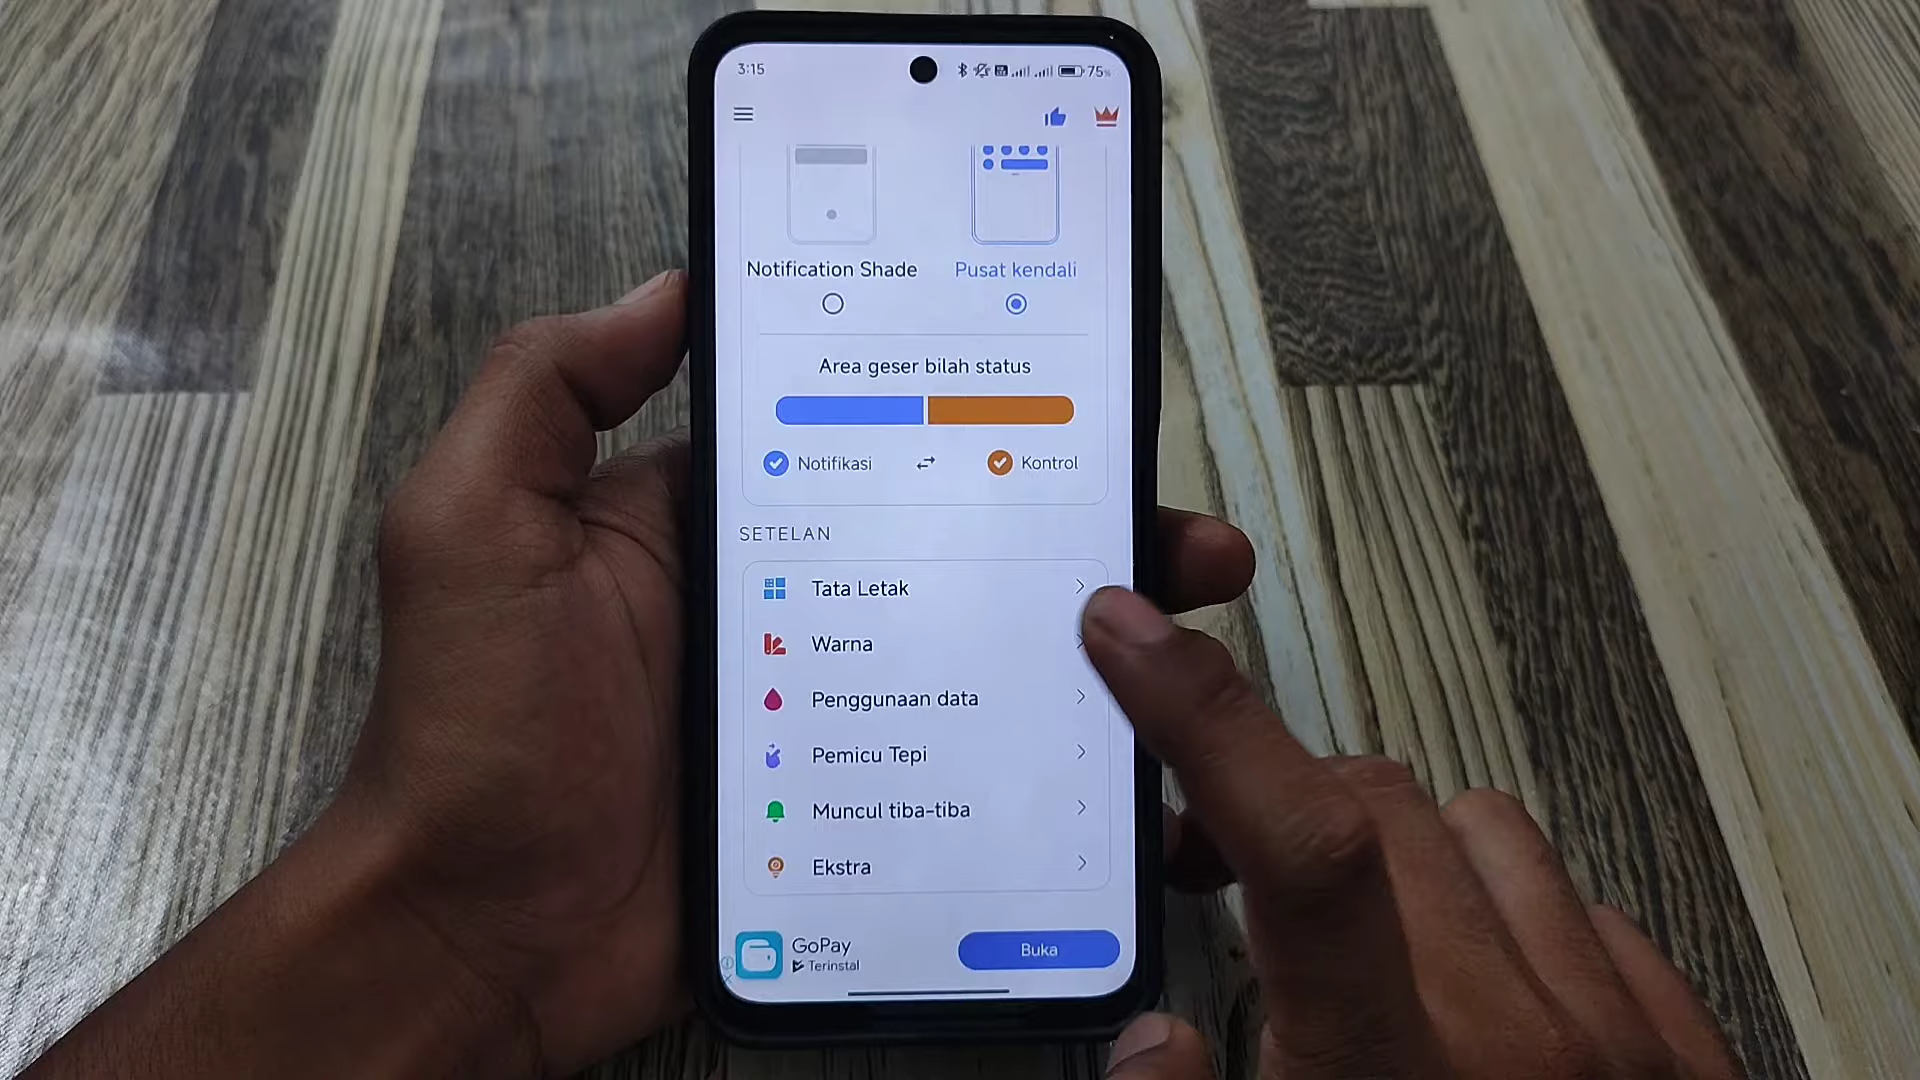 3:15
75%
Notification Shade
Pusat kendali
Area geser bilah status
Notifikasi
Kontrol
SETELAN
Tata Letak
Warna
Penggunaan data
Pemicu Tepi
Muncul tiba-tiba
Ekstra
GoPay
Terinstal
Buka